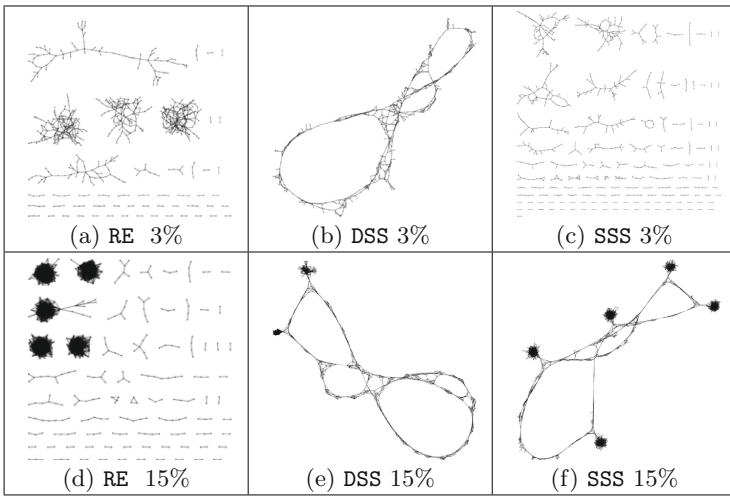 (a) RE 3%
(b) DSS 3%
(c) SSS 3%
(d) RE 15%
(e) DSS 15%
(f) SSS 15%